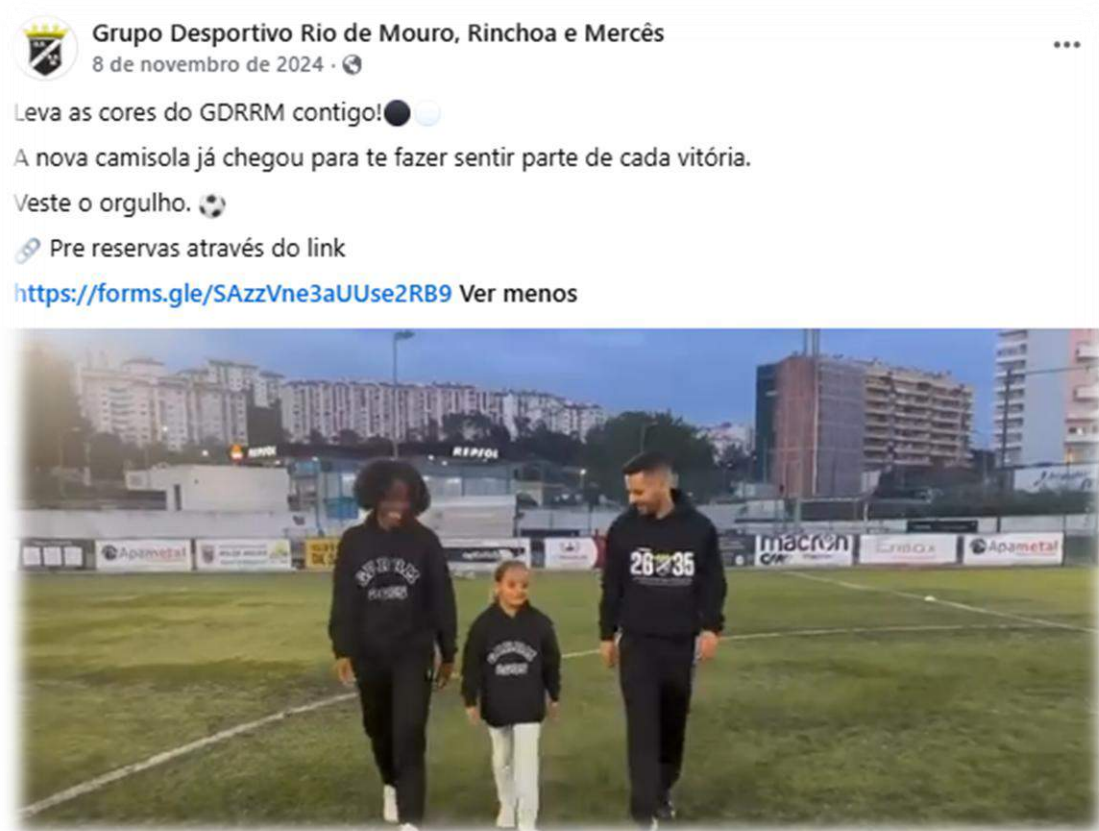 Grupo Desportivo Rio de Mouro, Rinchoa e Mercês
8 de novembro de 2024 ·
Leva as cores do GDRRM contigo!
A nova camisola já chegou para te fazer sentir parte de cada vitória.
Veste o orgulho.
Pre reservas através do link
https://forms.gle/SAzzVne3aUUse2RB9 Ver menos
REPSOL
REPSOL
Apametal
macron
Apametal
26 35